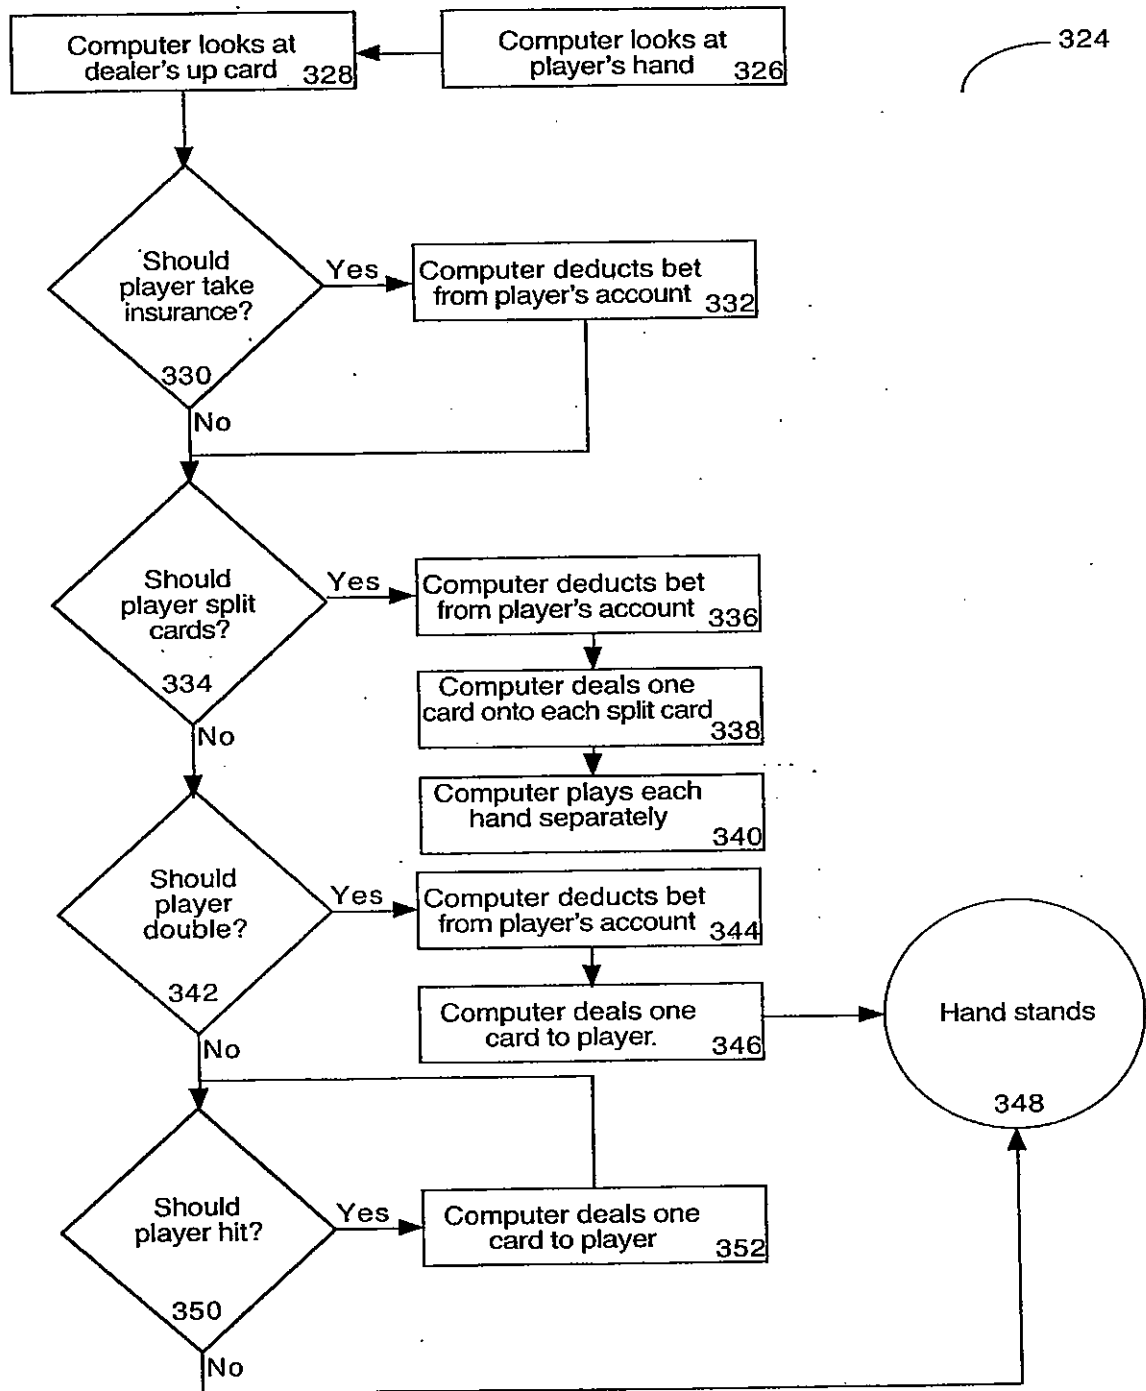 Computer looks at
dealer's up card 328
Computer looks at
player's hand 326
324
Should
player take
insurance?
330
Yes
Computer deducts bet
from player's account 332
No
Should
player split
cards?
334
Yes
Computer deducts bet
from player's account 336
Computer deals one
card onto each split card
338
Computer plays each
hand separately
340
No
Should
player
double?
342
Yes
Computer deducts bet
from player's account 344
Computer deals one
card to player. 346
Hand stands
348
No
Should
player hit?
350
Yes
Computer deals one
card to player 352
No